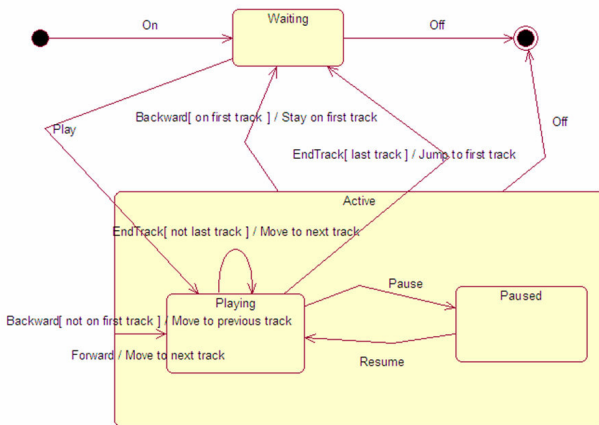 On
Waiting
Off
Play
Backward[ on first track ] / Stay on first track
Off
EndTrack[ last track ] / Jump to first track
Active
EndTrack[ not last track ] / Move to next track
Pause
Playing
Paused
Backward[ not on first track ] / Move to previous track
Forward / Move to next track
Resume